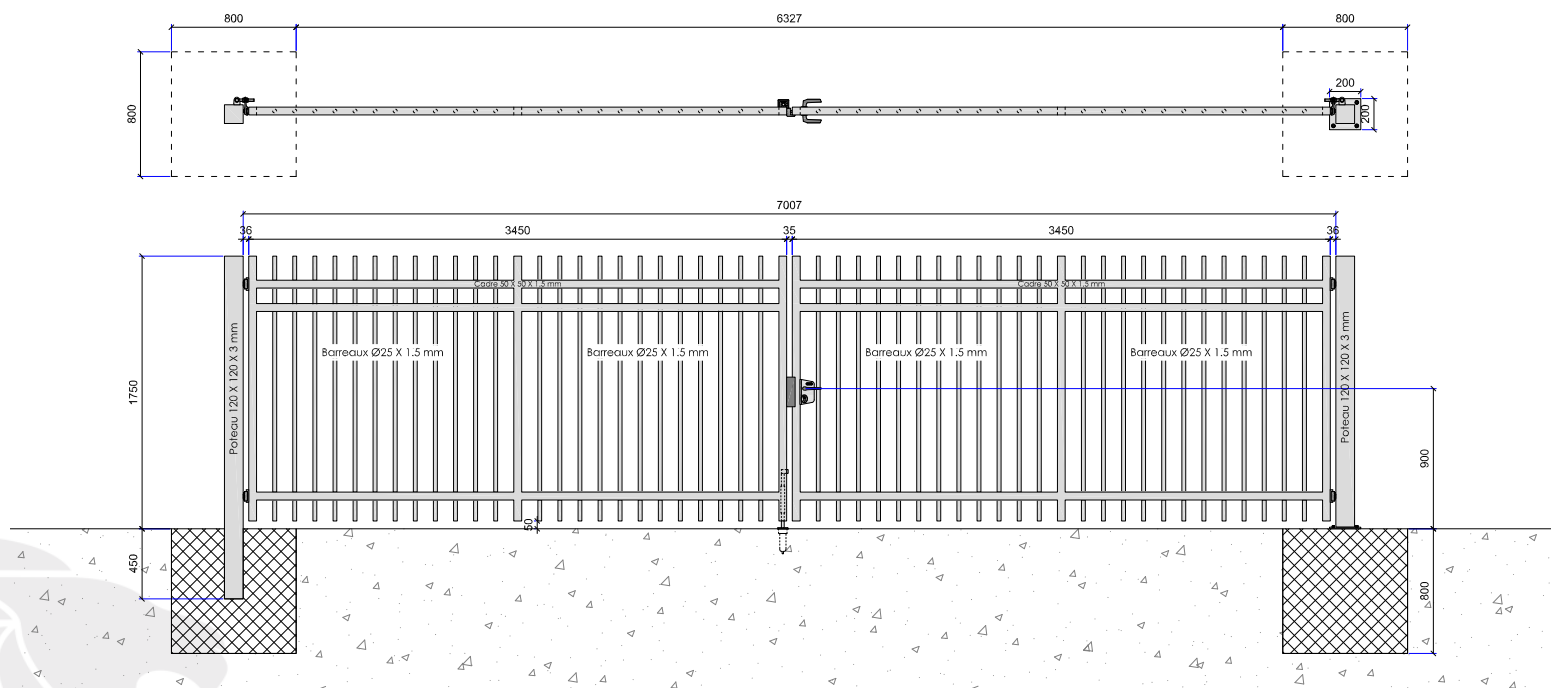 800
6327
800
800
200
200
7007
36
3450
35
3450
36
Cadre 50 X 50 X 1.5 mm
Cadre 50 X 50 X 1.5 mm
Barreaux Ø25 X 1.5 mm
Barreaux Ø25 X 1.5 mm
Barreaux Ø25 X 1.5 mm
Barreaux Ø25 X 1.5 mm
Poteau 120 X 120 X 3 mm
Poteau 120 X 120 X 3 mm
1750
900
50
450
800